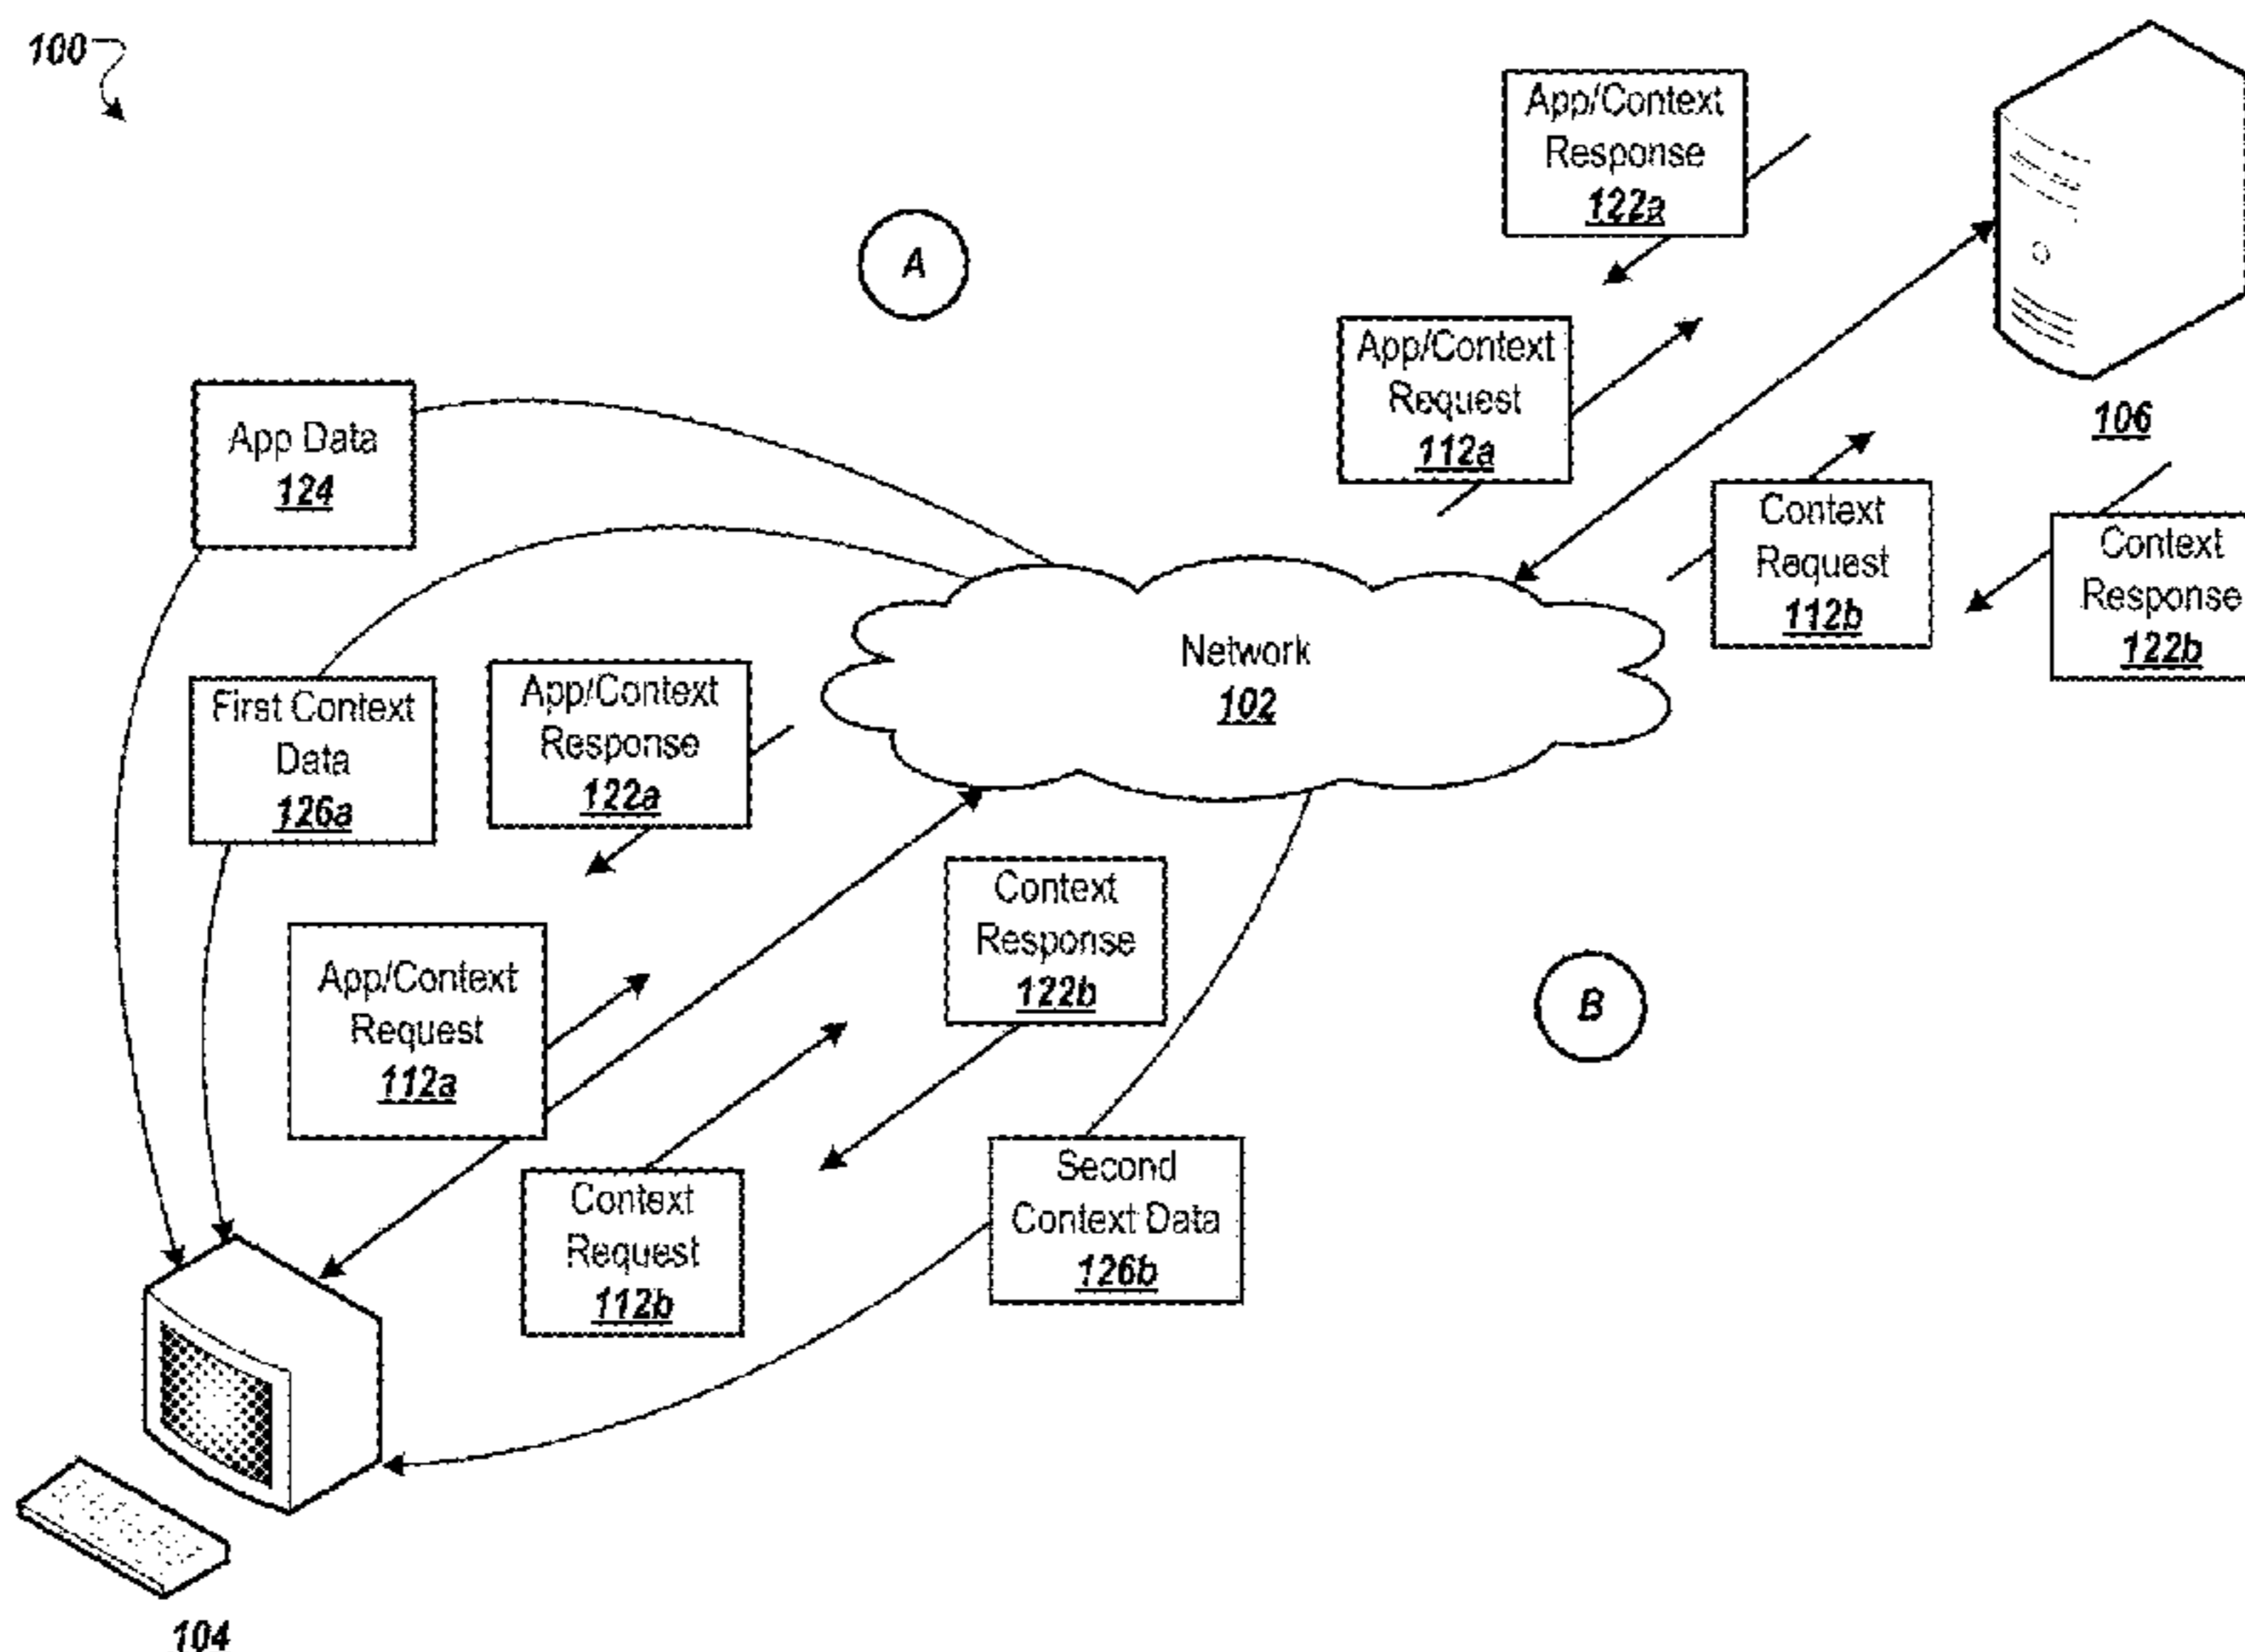 100
App/Context
Response
122a
A
App/Context
Request
112a
106
App Data
124
Context
Request
112b
Context
Response
122b
Network
102
First Context
Data
126a
App/Context
Response
122a
Context
Response
122b
App/Context
Request
112a
B
Second
Context Data
126b
Context
Request
112b
104